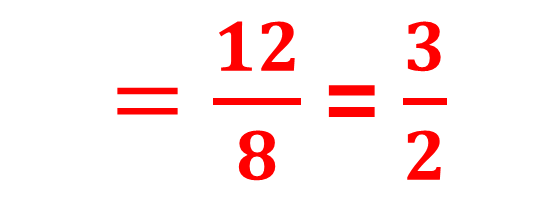 = 12/8 = 3/2